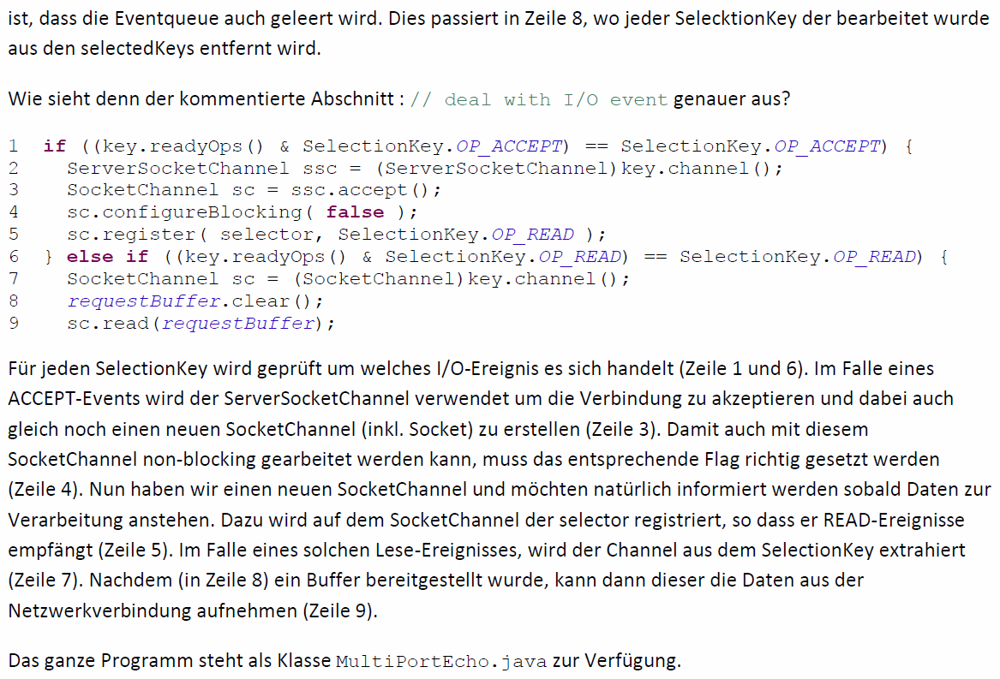 ist, dass die Eventqueue auch geleert wird. Dies passiert in Zeile 8, wo jeder SelecktionKey der bearbeitet wurde
aus den selectedKeys entfernt wird.
Wie sieht denn der kommentierte Abschnitt : // deal with I/O event genauer aus?
1 if ((key.readyOps() & SelectionKey.OP_ACCEPT) == SelectionKey.OP_ACCEPT) {
2 ServerSocketChannel ssc = (ServerSocketChannel)key.channel();
3 SocketChannel sc = ssc.accept();
4 sc.configureBlocking( false );
5 sc.register( selector, SelectionKey.OP_READ );
6 } else if ((key.readyOps() & SelectionKey.OP_READ) == SelectionKey.OP_READ) {
7 SocketChannel sc = (SocketChannel)key.channel();
8 requestBuffer.clear();
9 sc.read(requestBuffer);
Für jeden SelectionKey wird geprüft um welches I/O-Ereignis es sich handelt (Zeile 1 und 6). Im Falle eines
ACCEPT-Events wird der ServerSocketChannel verwendet um die Verbindung zu akzeptieren und dabei auch
gleich noch einen neuen SocketChannel (inkl. Socket) zu erstellen (Zeile 3). Damit auch mit diesem
SocketChannel non-blocking gearbeitet werden kann, muss das entsprechende Flag richtig gesetzt werden
(Zeile 4). Nun haben wir einen neuen SocketChannel und möchten natürlich informiert werden sobald Daten zur
Verarbeitung anstehen. Dazu wird auf dem SocketChannel der selector registriert, so dass er READ-Ereignisse
empfängt (Zeile 5). Im Falle eines solchen Lese-Ereignisses, wird der Channel aus dem SelectionKey extrahiert
(Zeile 7). Nachdem (in Zeile 8) ein Buffer bereitgestellt wurde, kann dann dieser die Daten aus der
Netzwerkverbindung aufnehmen (Zeile 9).
Das ganze Programm steht als Klasse MultiPortEcho.java zur Verfügung.